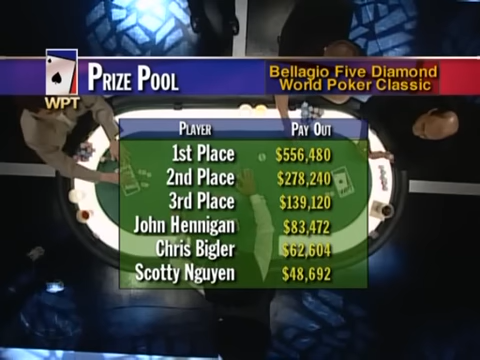 PRIZE POOL
Bellagio Five Diamond
World Poker Classic
WPT
PLAYER PAY OUT
1st Place $556,480
2nd Place $278,240
3rd Place $139,120
John Hennigan $83,472
Chris Bigler $62,604
Scotty Nguyen $48,692